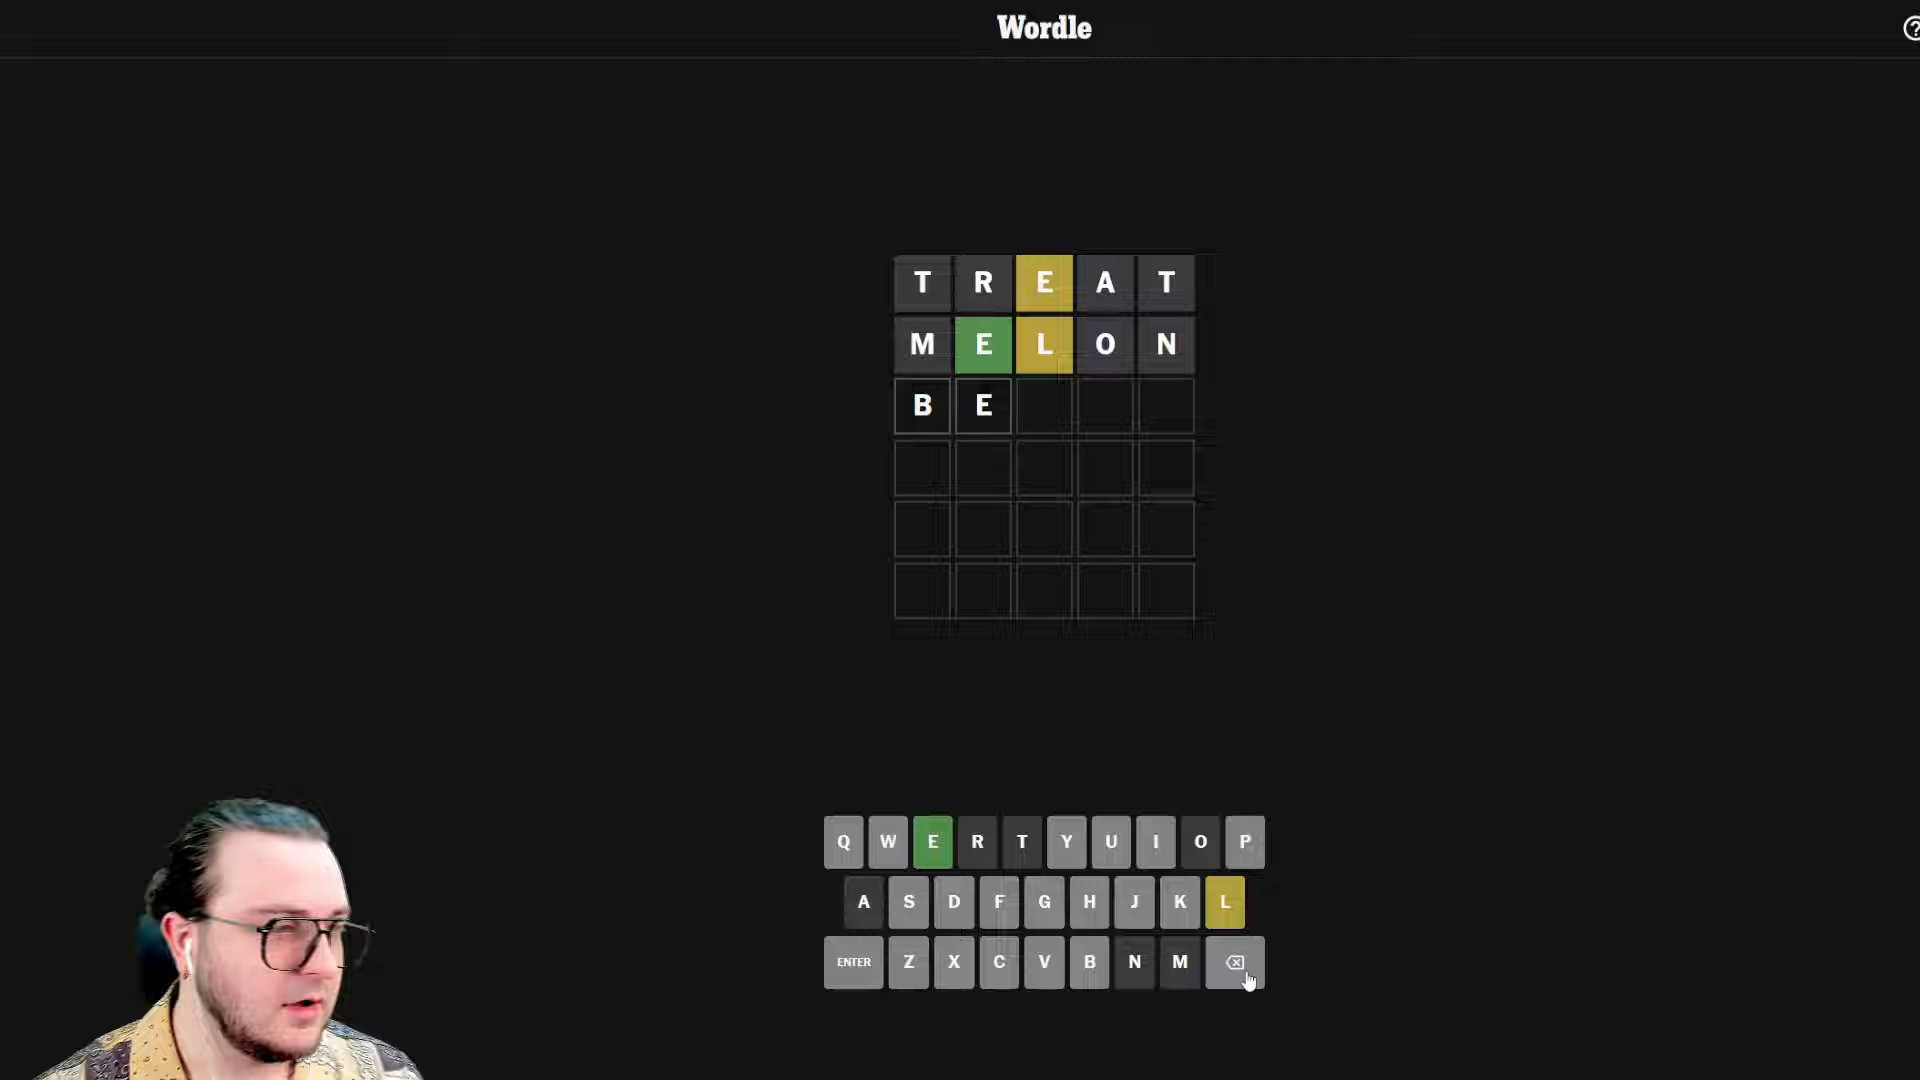 Wordle
T R E A T
M E L O N
B E
Q W E R T Y U I O P
A S D F G H J K L
ENTER Z X C V B N M